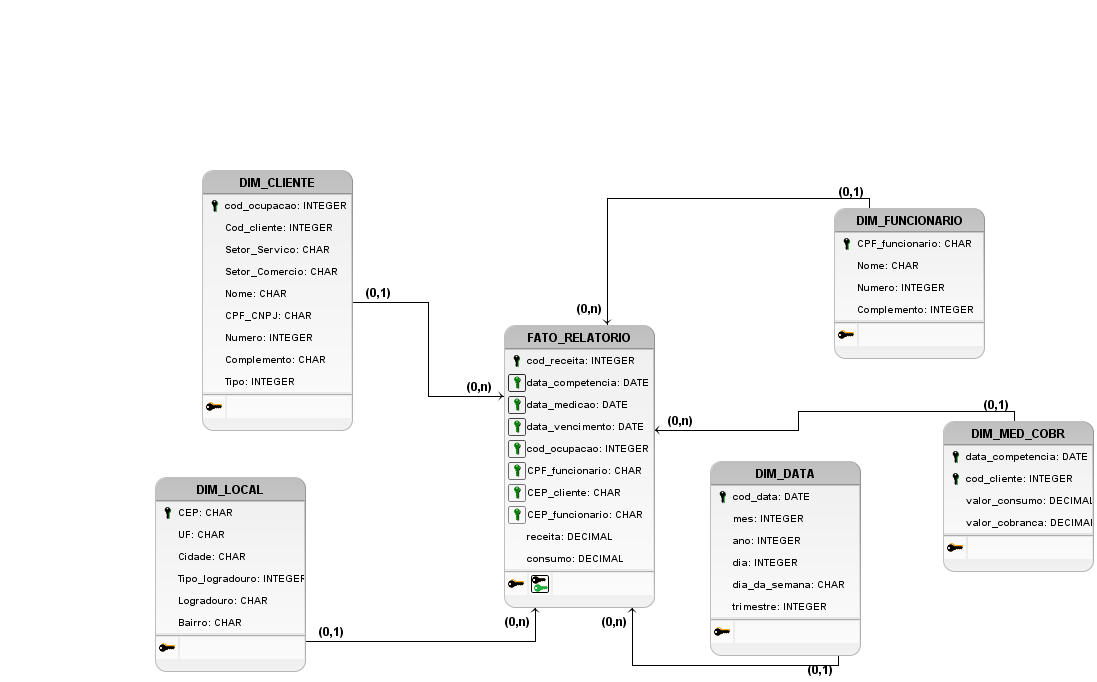 DIM_CLIENTE
cod_ocupacao: INTEGER
Cod_cliente: INTEGER
Setor_Servico: CHAR
Setor_Comercio: CHAR
Nome: CHAR
CPF_CNPJ: CHAR
Numero: INTEGER
Complemento: CHAR
Tipo: INTEGER
(0,1)
(0,n)
(0,1)
(0,n)
DIM_FUNCIONARIO
CPF_funcionario: CHAR
Nome: CHAR
Numero: INTEGER
Complemento: INTEGER
FATO_RELATORIO
cod_receita: INTEGER
data_competencia: DATE
data_medicao: DATE
data_vencimento: DATE
cod_ocupacao: INTEGER
CPF_funcionario: CHAR
CEP_cliente: CHAR
CEP_funcionario: CHAR
receita: DECIMAL
consumo: DECIMAL
(0,n)
(0,1)
DIM_MED_COBR
data_competencia: DATE
cod_cliente: INTEGER
valor_consumo: DECIMAL
valor_cobranca: DECIMAL
DIM_LOCAL
CEP: CHAR
UF: CHAR
Cidade: CHAR
Tipo_logradouro: INTEGER
Logradouro: CHAR
Bairro: CHAR
(0,1)
(0,n)
DIM_DATA
cod_data: DATE
mes: INTEGER
ano: INTEGER
dia: INTEGER
dia_da_semana: CHAR
trimestre: INTEGER
(0,n)
(0,1)